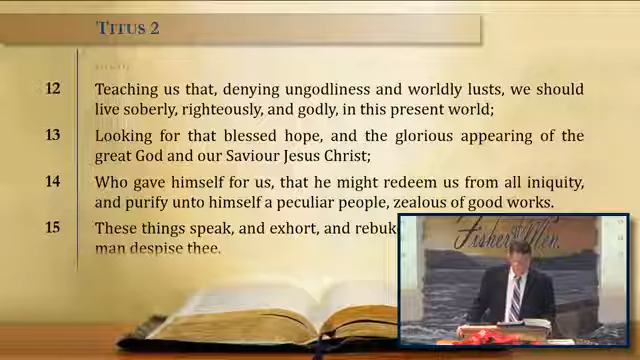 TITUS 2
12 Teaching us that, denying ungodliness and worldly lusts, we should
live soberly, righteously, and godly, in this present world;
13 Looking for that blessed hope, and the glorious appearing of the
great God and our Saviour Jesus Christ;
14 Who gave himself for us, that he might redeem us from all iniquity,
and purify unto himself a peculiar people, zealous of good works.
15 These things speak, and exhort, and rebuk
man despise thee.
Fishers of Men